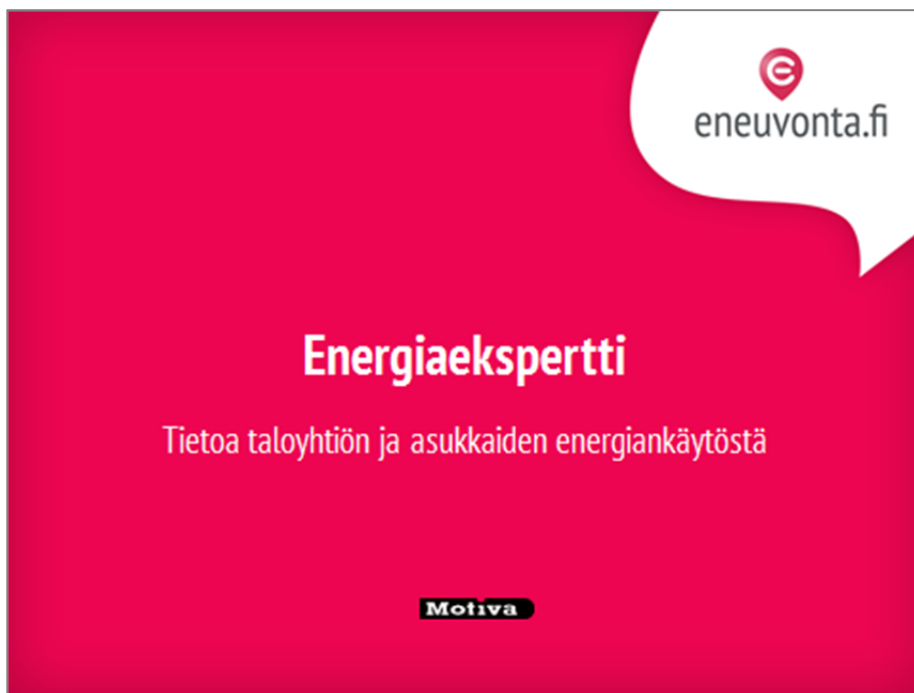 eneuvonta.fi
Energiaekspertti
Tietoa taloyhtiön ja asukkaiden energiankäytöstä
Motiva